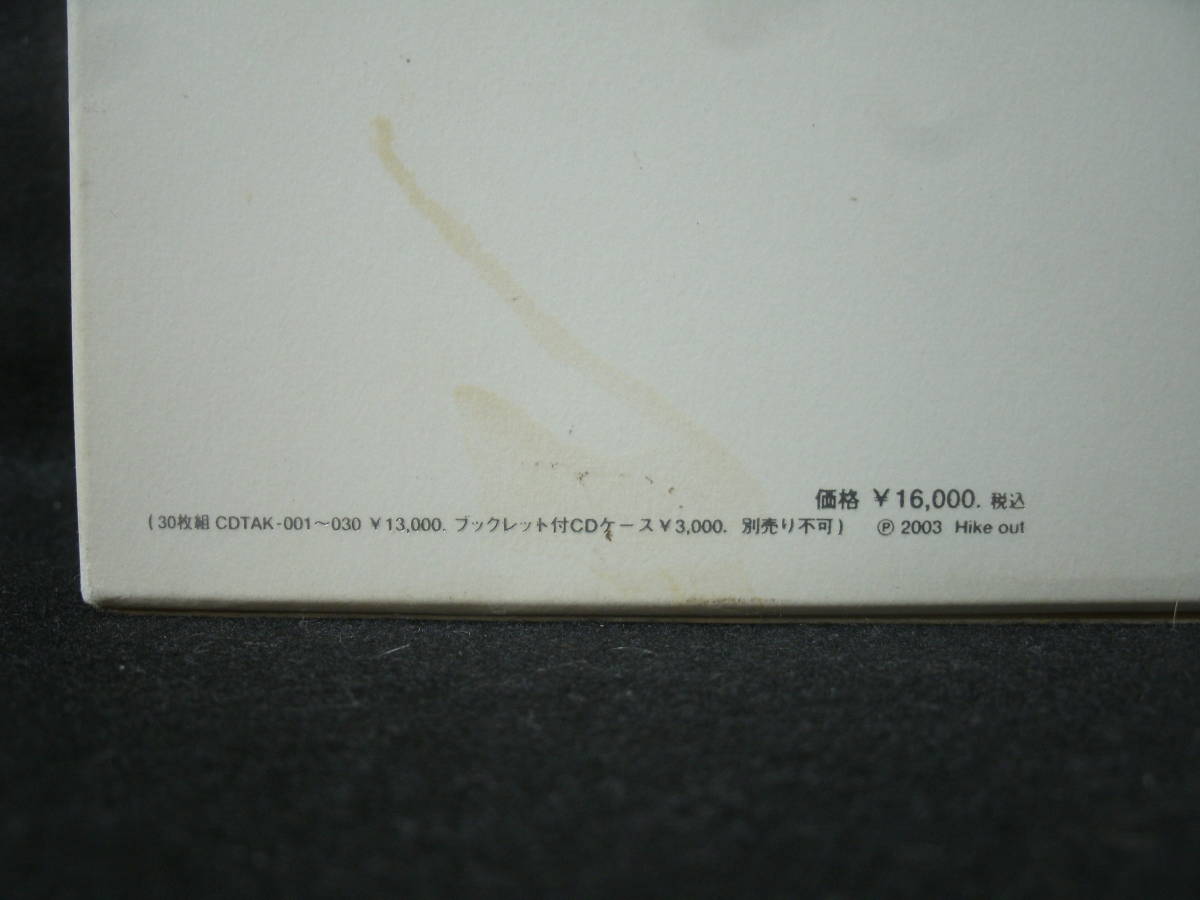 価格 ¥16,000. 税込
(30枚組 CDTAK-001～030 ¥13,000. ブックレット付CDケース¥3,000. 別売り不可) ℗ 2003 Hike out